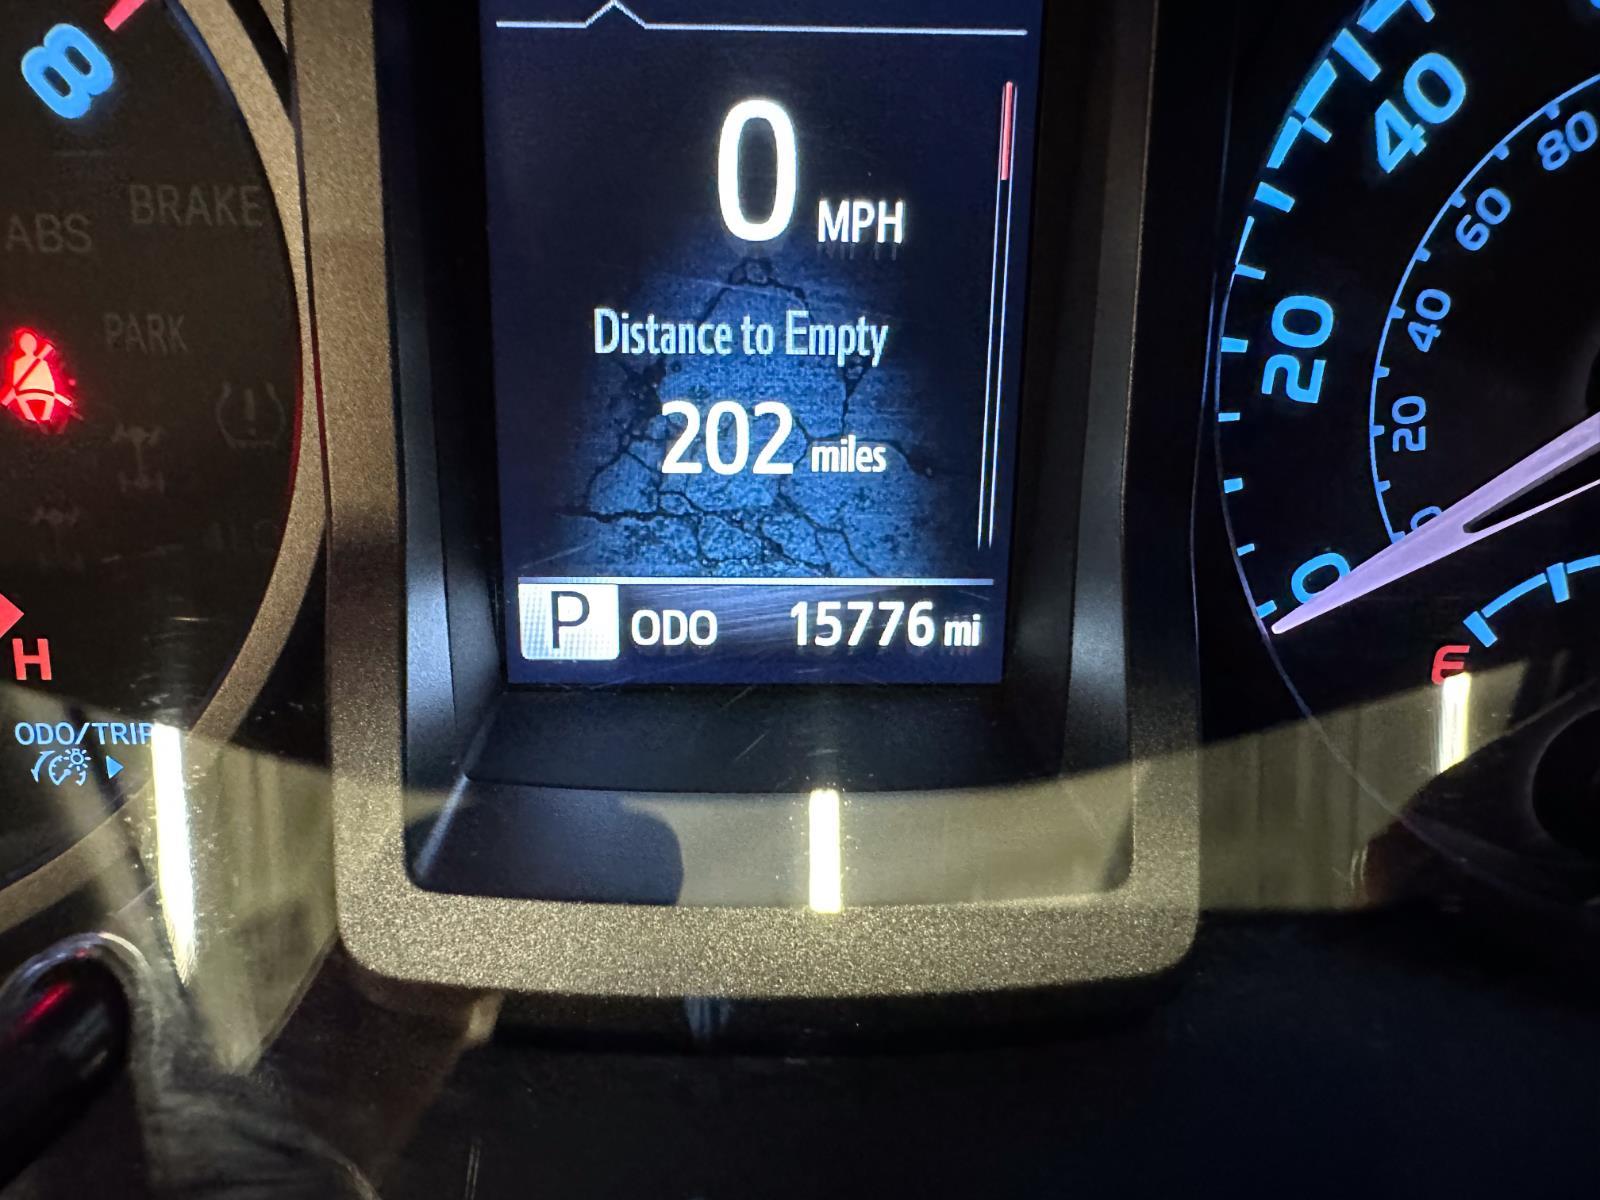 8
ABS BRAKE
PARK
H
ODO/TRIP
0 MPH
Distance to Empty
202 miles
P ODO 15776 mi
40
20
0
80
60
40
20
0
E